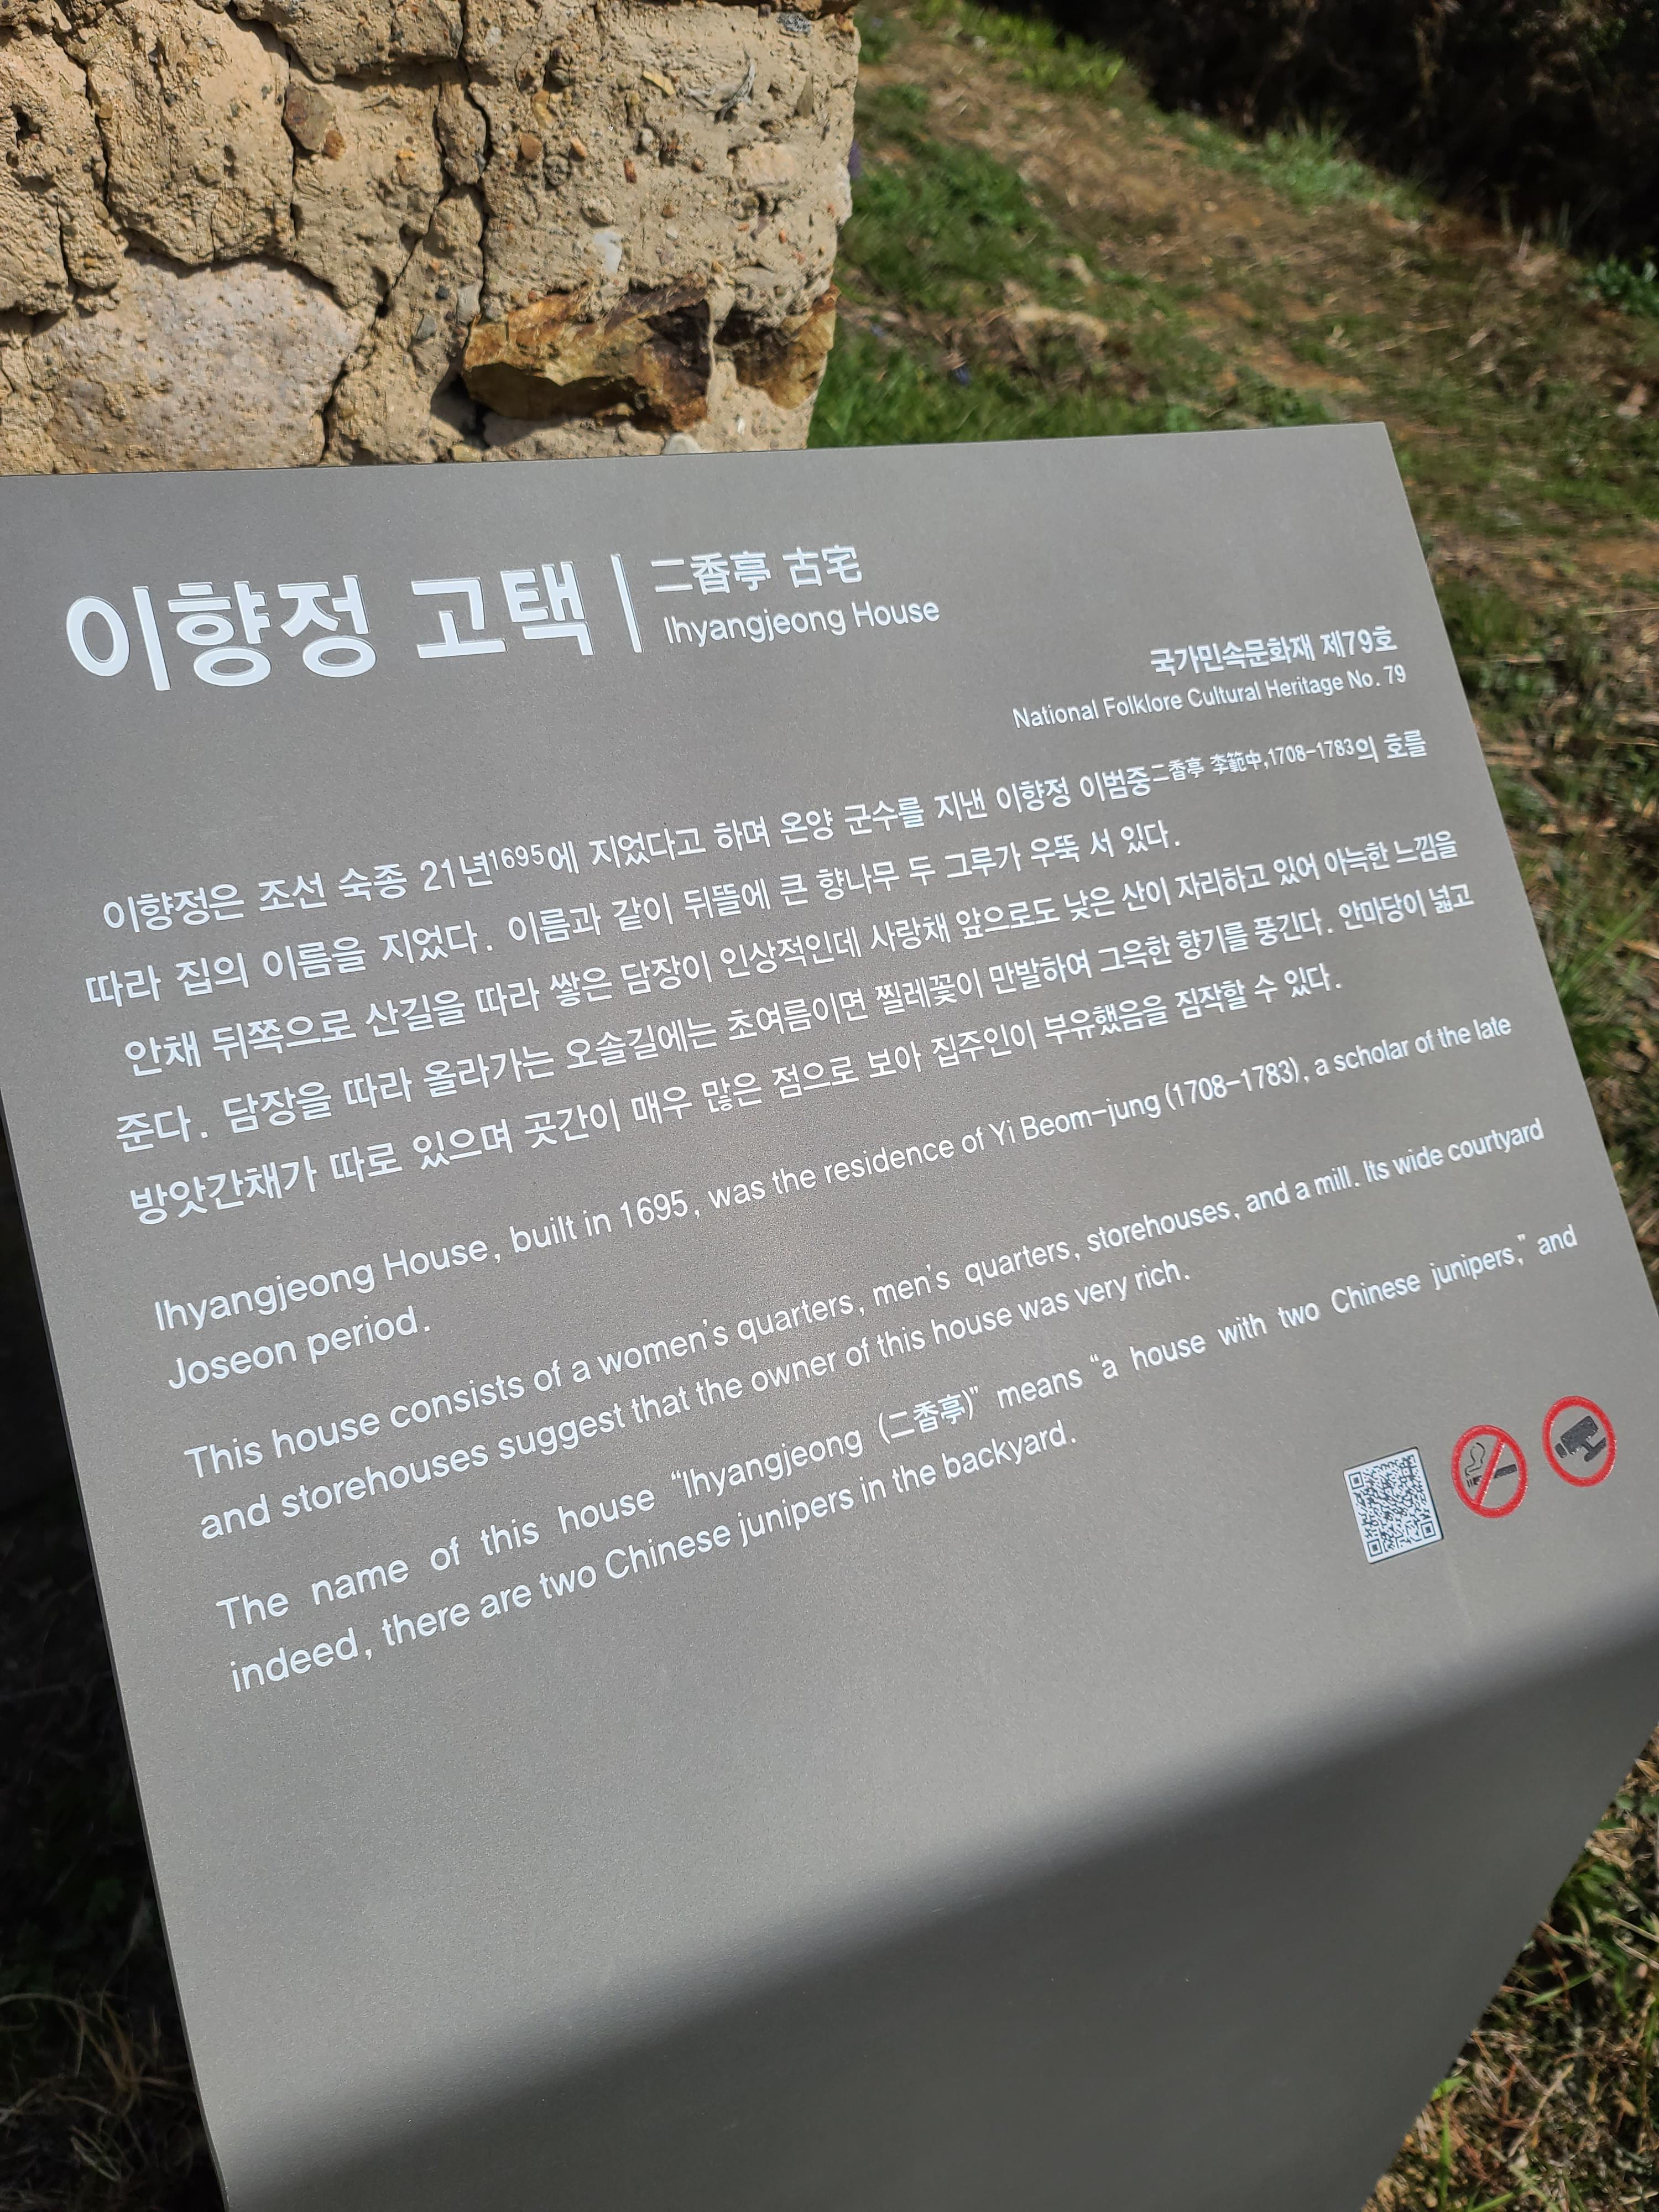 이향정 고택
二香亭 古宅
Ihyangjeong House
국가민속문화재 제79호
National Folklore Cultural Heritage No. 79
이향정은 조선 숙종 21년1695에 지었다고 하며 온양 군수를 지낸 이향정 이범중二香亭 李範中,1708-1783의 호를
따라 집의 이름을 지었다. 이름과 같이 뒤뜰에 큰 향나무 두 그루가 우뚝 서 있다.
안채 뒤쪽으로 산길을 따라 쌓은 담장이 인상적인데 사랑채 앞으로도 낮은 산이 자리하고 있어 아늑한 느낌을
준다. 담장을 따라 올라가는 오솔길에는 초여름이면 찔레꽃이 만발하여 그윽한 향기를 풍긴다. 안마당이 넓고
방앗간채가 따로 있으며 곳간이 매우 많은 점으로 보아 집주인이 부유했음을 짐작할 수 있다.
Ihyangjeong House, built in 1695, was the residence of Yi Beom-jung (1708-1783), a scholar of the late
Joseon period.
This house consists of a women's quarters, men's quarters, storehouses, and a mill. Its wide courtyard
and storehouses suggest that the owner of this house was very rich.
The name of this house “Ihyangjeong (二香亭)” means “a house with two Chinese junipers,” and
indeed, there are two Chinese junipers in the backyard.